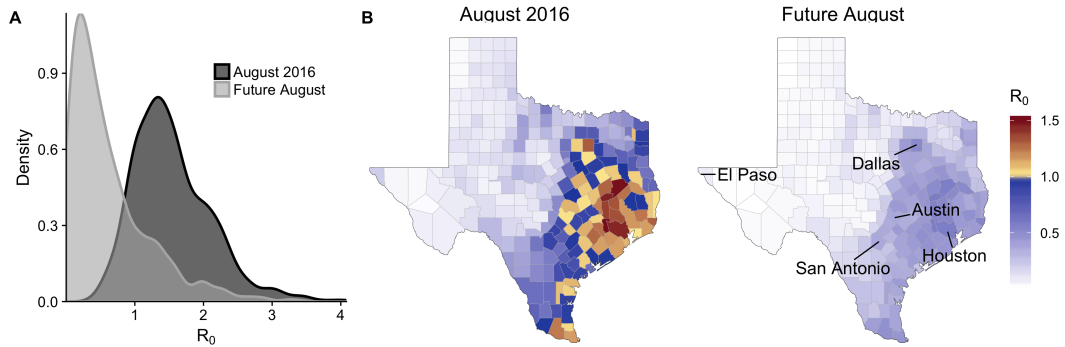 A
Density
0.9
0.6
0.3
0.0
1
2
3
4
R0
August 2016
Future August
B
August 2016
Future August
El Paso
Dallas
Austin
San Antonio
Houston
R0
1.5
1.0
0.5